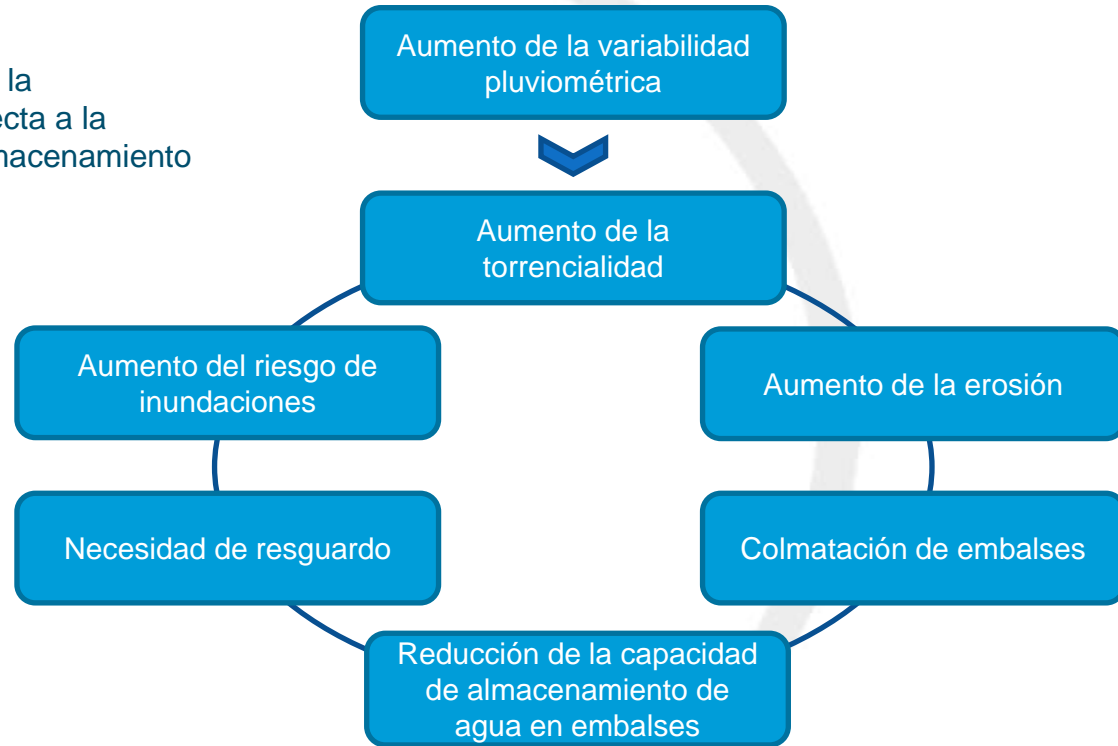 la
ecta a la
macenamiento
Aumento de la variabilidad
pluviométrica
Aumento de la
torrencialidad
Aumento del riesgo de
inundaciones
Aumento de la erosión
Necesidad de resguardo
Colmatación de embalses
Reducción de la capacidad
de almacenamiento de
agua en embalses